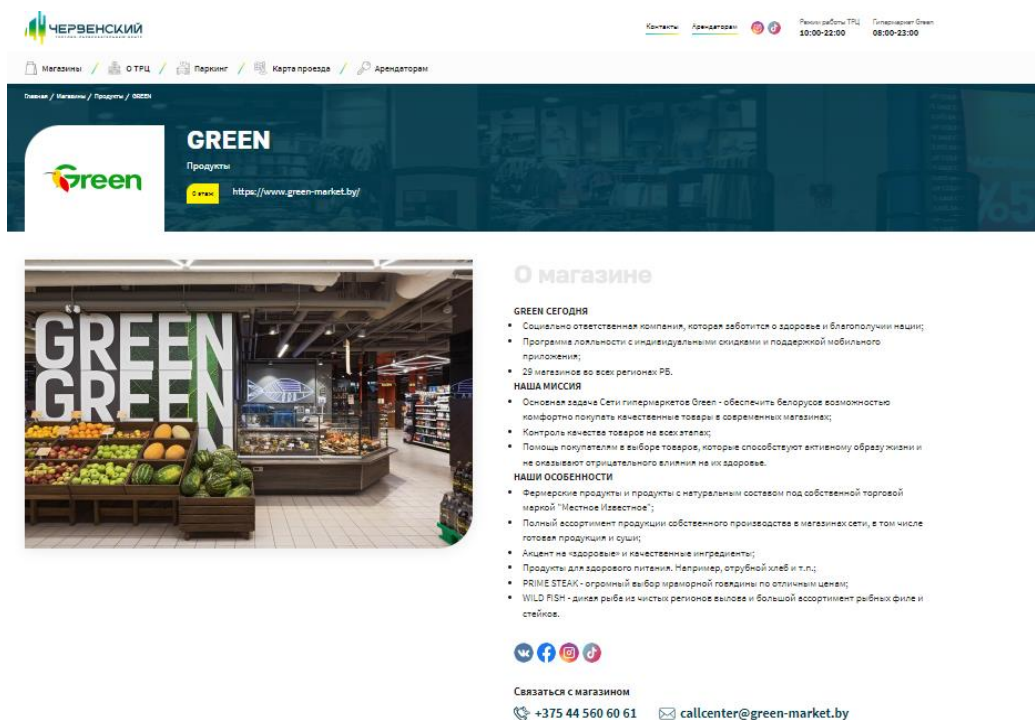 ЧЕРВЕНСКИЙ
Контакты
Арендаторам
Режим работы ТРЦ
10:00-22:00
Гипермаркет Green
08:00-23:00
Магазины / О ТРЦ / Паркинг / Карта проезда / Арендаторам
Главная / Магазины / Продукты / GREEN
Green
GREEN
Продукты
0 этаж
https://www.green-market.by/
GREEN
GREEN
О магазине
GREEN СЕГОДНЯ
Социально ответственная компания, которая заботится о здоровье и благополучии нации;
Программа лояльности с индивидуальными скидками и поддержкой мобильного
приложения;
29 магазинов во всех регионах РБ.
НАША МИССИЯ
Основная задача Сети гипермаркетов Green - обеспечить белорусов возможностью
комфортно покупать качественные товары в современных магазинах;
Контроль качества товаров на всех этапах;
Помощь покупателям в выборе товаров, которые способствуют активному образу жизни и
не оказывают отрицательного влияния на их здоровье.
НАШИ ОСОБЕННОСТИ
Фермерские продукты и продукты с натуральным составом под собственной торговой
маркой "Местное Известное";
Полный ассортимент продукции собственного производства в магазинах сети, в том числе
готовая продукция и суши;
Акцент на «здоровые» и качественные ингредиенты;
Продукты для здорового питания. Например, отрубной хлеб и т.п.;
PRIME STEAK - огромный выбор мраморной говядины по отличным ценам;
WILD FISH - дикая рыба из чистых регионов вылова и большой ассортимент рыбных филе и
стейков.
Связаться с магазином
+375 44 560 60 61
callcenter@green-market.by